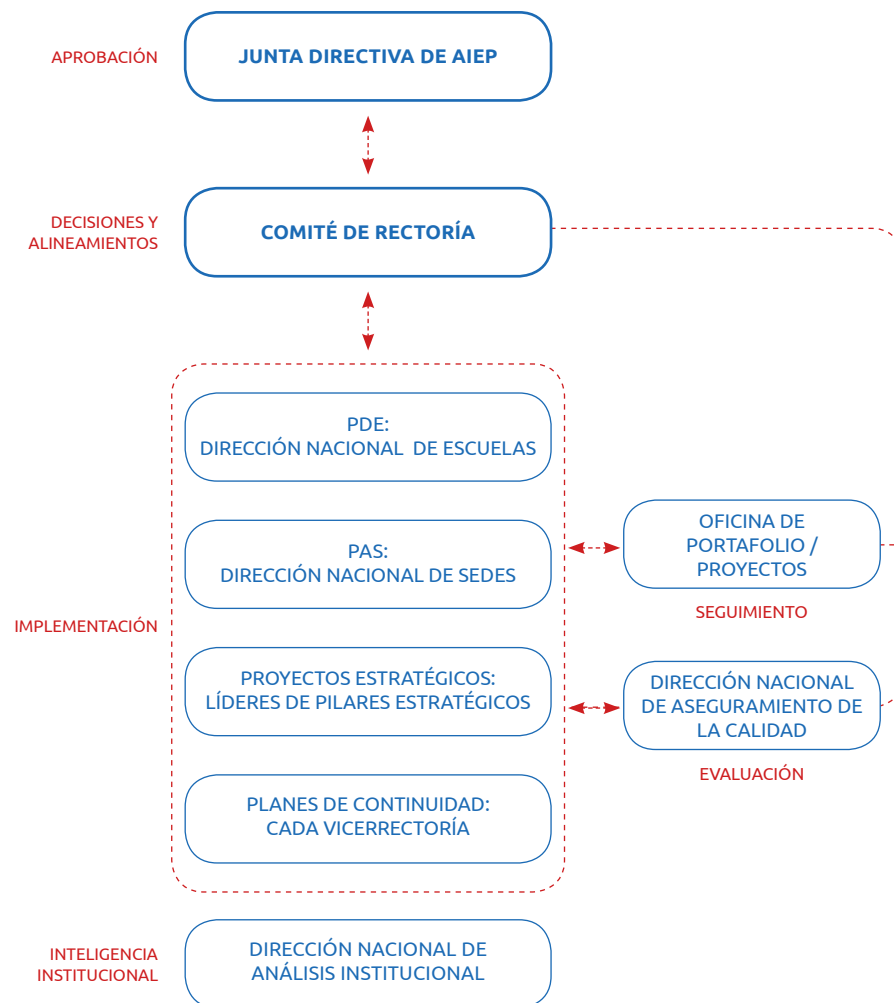 APROBACIÓN
JUNTA DIRECTIVA DE AIEP
DECISIONES Y
ALINEAMIENTOS
COMITÉ DE RECTORÍA
IMPLEMENTACIÓN
PDE:
DIRECCIÓN NACIONAL DE ESCUELAS
PAS:
DIRECCIÓN NACIONAL DE SEDES
PROYECTOS ESTRATÉGICOS:
LÍDERES DE PILARES ESTRATÉGICOS
PLANES DE CONTINUIDAD:
CADA VICERRECTORÍA
OFICINA DE
PORTAFOLIO /
PROYECTOS
SEGUIMIENTO
DIRECCIÓN NACIONAL
DE ASEGURAMIENTO DE
LA CALIDAD
EVALUACIÓN
INTELIGENCIA
INSTITUCIONAL
DIRECCIÓN NACIONAL DE
ANÁLISIS INSTITUCIONAL